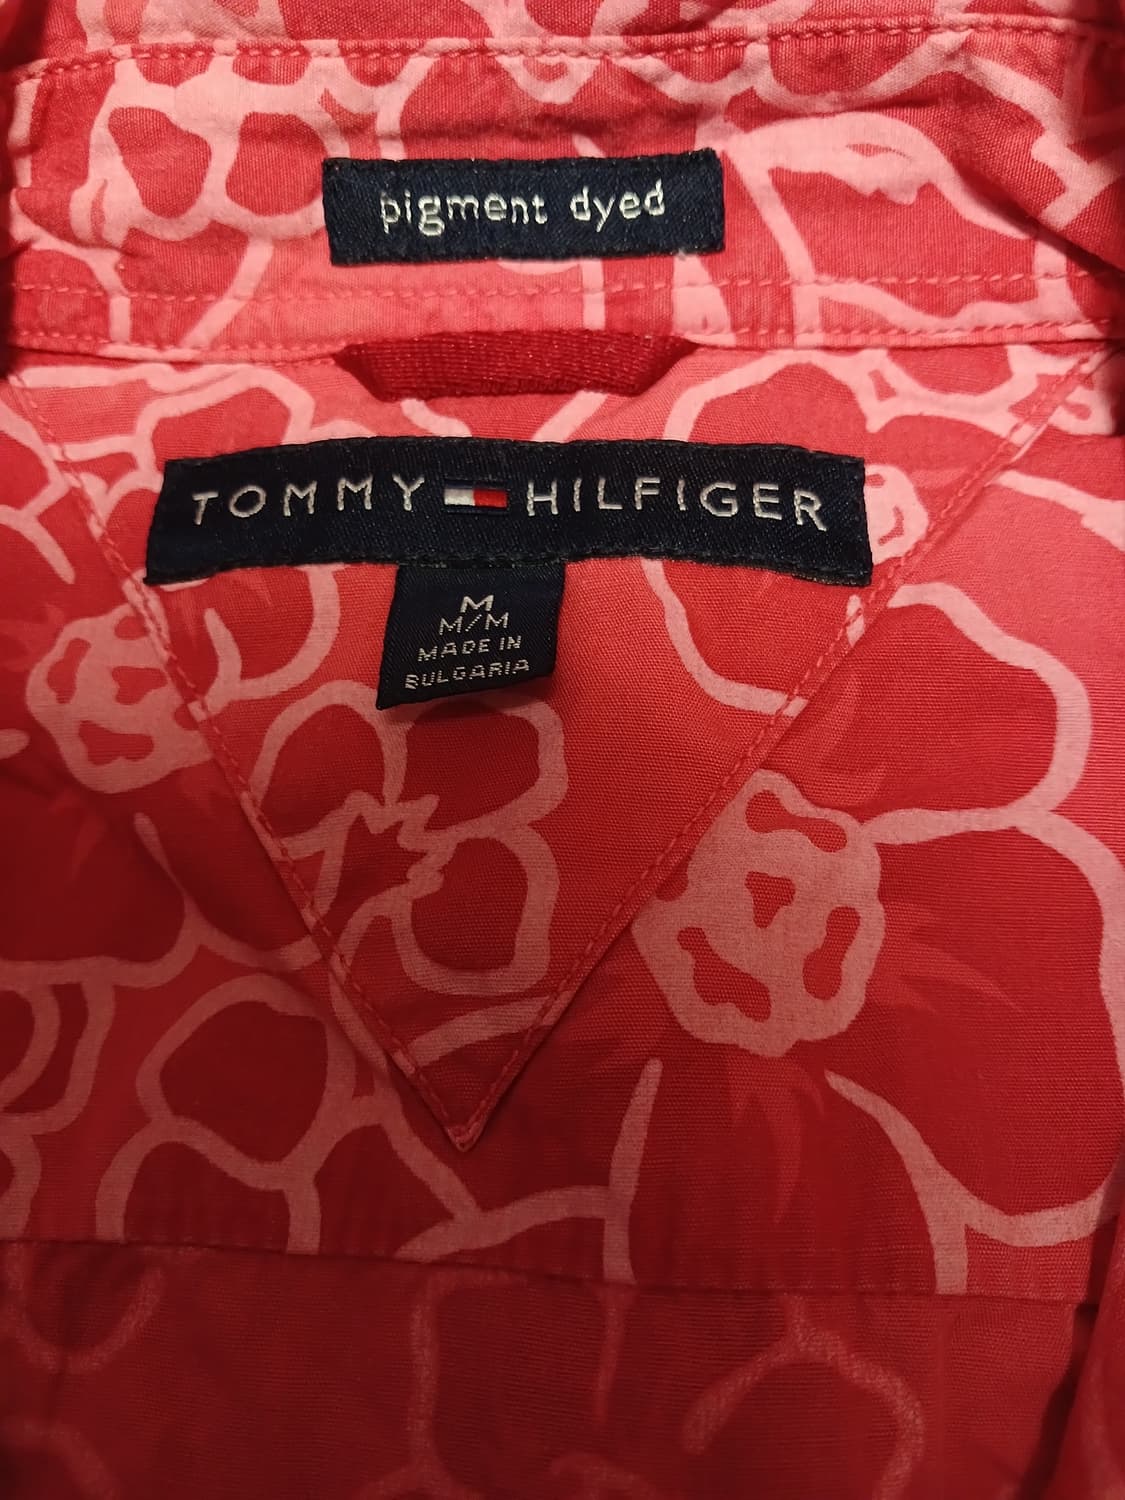 pigment dyed
TOMMY HILFIGER
M
M/M
MADE IN
BULGARIA